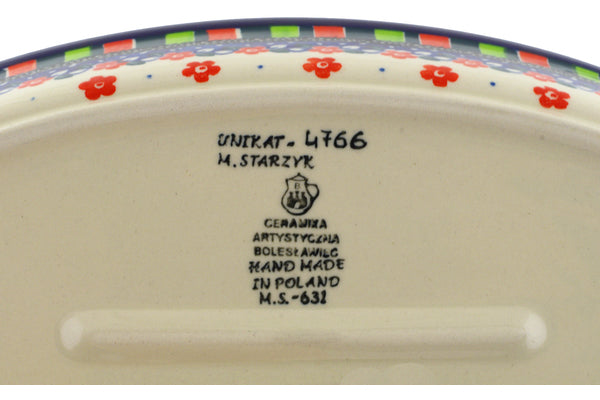 UNIKAT - 4766
M. STARZYK
B
CERAMIKA
ARTYSTYCZNA
BOLESŁAWIEC
HAND MADE
IN POLAND
M.S.-631